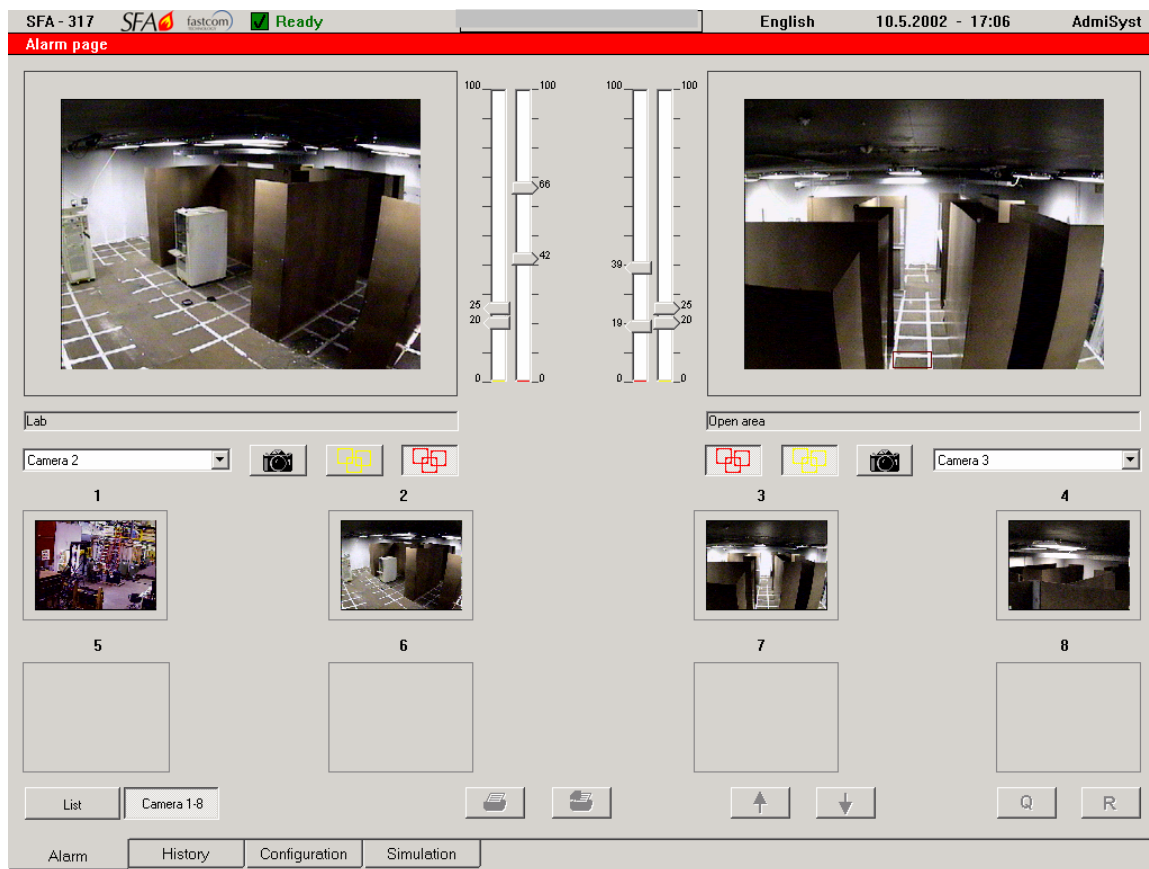 SFA - 317 SFA fastcom TECHNOLOGY Ready English 10.5.2002 - 17:06 AdmiSyst
Alarm page
100 100 100 100
66
42
39
25 25
20 19 20
0 0 0 0
Lab Open area
Camera 2 Camera 3
1 2 3 4
5 6 7 8
List Camera 1-8 Q R
Alarm History Configuration Simulation